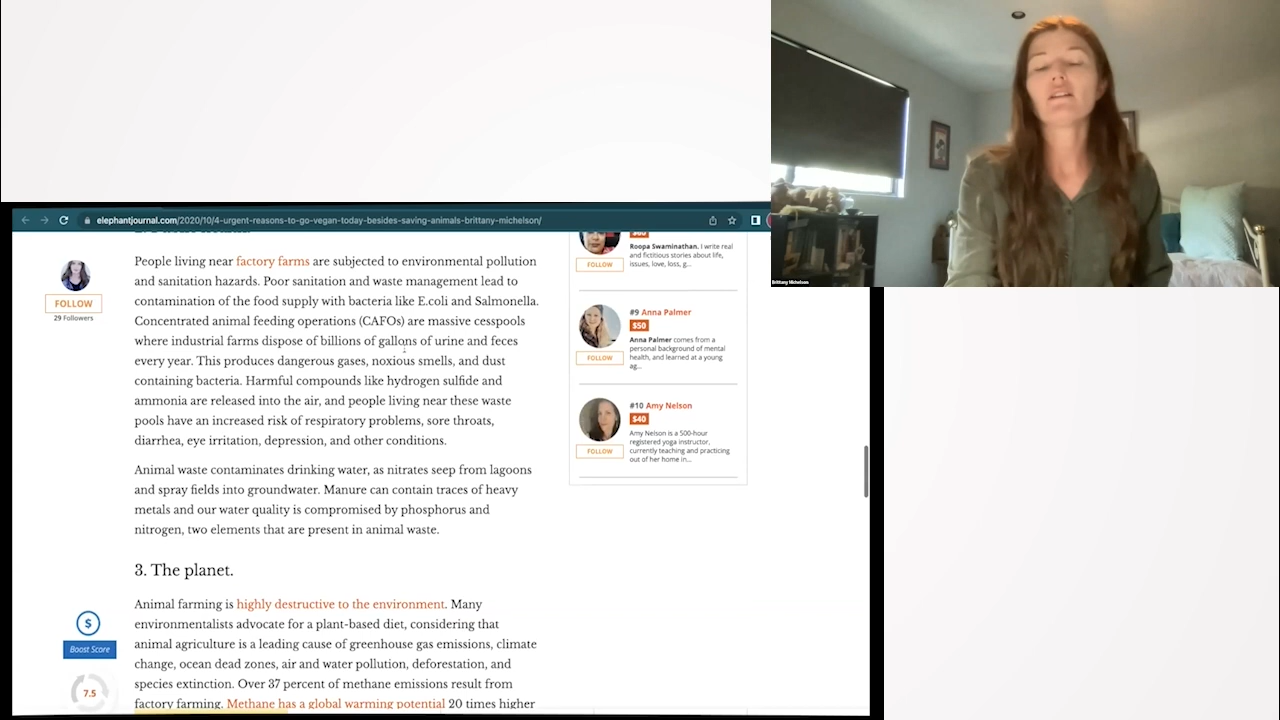 Brittany Michelson
elephantjournal.com/2020/10/4-urgent-reasons-to-go-vegan-today-besides-saving-animals-brittany-michelson/
FOLLOW
29 Followers
People living near factory farms are subjected to environmental pollution
and sanitation hazards. Poor sanitation and waste management lead to
contamination of the food supply with bacteria like E.coli and Salmonella.
Concentrated animal feeding operations (CAFOs) are massive cesspools
where industrial farms dispose of billions of gallons of urine and feces
every year. This produces dangerous gases, noxious smells, and dust
containing bacteria. Harmful compounds like hydrogen sulfide and
ammonia are released into the air, and people living near these waste
pools have an increased risk of respiratory problems, sore throats,
diarrhea, eye irritation, depression, and other conditions.
Animal waste contaminates drinking water, as nitrates seep from lagoons
and spray fields into groundwater. Manure can contain traces of heavy
metals and our water quality is compromised by phosphorus and
nitrogen, two elements that are present in animal waste.
3. The planet.
Animal farming is highly destructive to the environment. Many
environmentalists advocate for a plant-based diet, considering that
animal agriculture is a leading cause of greenhouse gas emissions, climate
change, ocean dead zones, air and water pollution, deforestation, and
species extinction. Over 37 percent of methane emissions result from
factory farming. Methane has a global warming potential 20 times higher
$
Boost Score
7.5
Roopa Swaminathan. I write real
and fictitious stories about life,
issues, love, loss, g...
FOLLOW
#9 Anna Palmer
$50
Anna Palmer comes from a
personal background of mental
health, and learned at a young
ag...
FOLLOW
#10 Amy Nelson
$40
Amy Nelson is a 500-hour
registered yoga instructor,
currently teaching and practicing
out of her home in...
FOLLOW